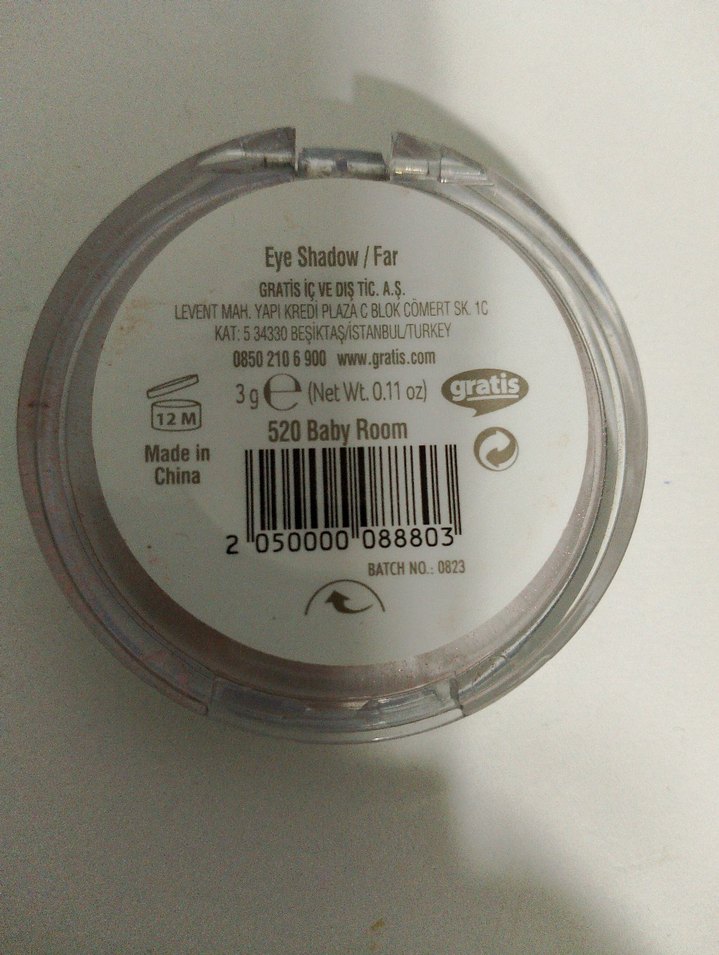 Eye Shadow / Far
GRATİS İÇ VE DIŞ TİC. A.Ş.
LEVENT MAH. YAPI KREDİ PLAZA C BLOK CÖMERT SK. 1C
KAT: 5 34330 BEŞİKTAŞ/İSTANBUL/TURKEY
0850 210 6 900 www.gratis.com
3 g e (Net Wt. 0.11 oz)
gratis
12 M
520 Baby Room
Made in
China
2 050000 088803
BATCH NO.: 0823